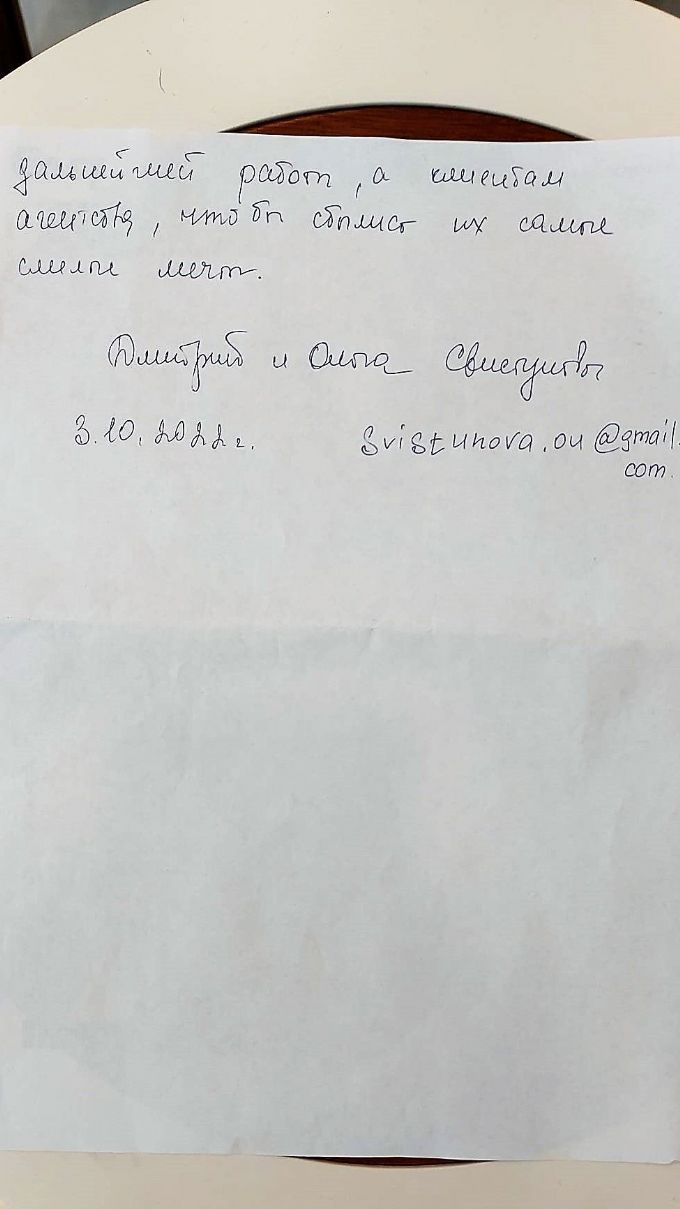 дальнейшей работы, а клиентам
агентства, чтобы сбылись их самые
смелые мечты.
Дмитрий и Ольга Свистуновы
3.10.2022г. svistunova.ou@gmail.
com.